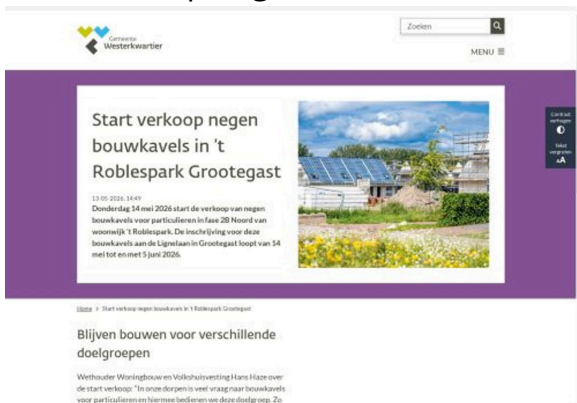 Gemeente
Westerkwartier
Zoeken
MENU
Start verkoop negen
bouwkavels in 't
Roblespark Grootegast
13-05-2026, 14:49
Donderdag 14 mei 2026 start de verkoop van negen
bouwkavels voor particulieren in fase 2B Noord van
woonwijk 't Roblespark. De inschrijving voor deze
bouwkavels aan de Lignelaan in Grootegast loopt van 14
mei tot en met 5 juni 2026.
Contrast
verhogen
Tekst
vergroten
AA
Home > Start verkoop negen bouwkavels in 't Roblespark Grootegast
Blijven bouwen voor verschillende
doelgroepen
Wethouder Woningbouw en Volkshuisvesting Hans Haze over
de start verkoop: "In onze dorpen is veel vraag naar bouwkavels
voor particulieren en hiermee bedienen we deze doelgroep. Zo